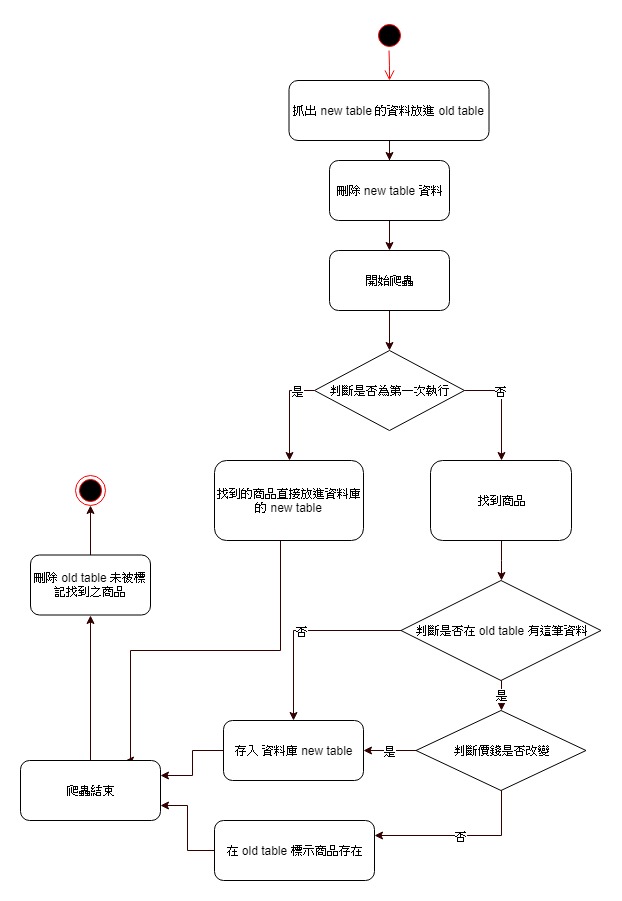 抓出 new table 的資料放進 old table
刪除 new table 資料
開始爬蟲
判斷是否為第一次執行
是
否
找到的商品直接放進資料庫
的 new table
找到商品
刪除 old table 未被標
記找到之商品
判斷是否在 old table 有這筆資料
否
是
存入 資料庫 new table
是
判斷價錢是否改變
爬蟲結束
否
在 old table 標示商品存在